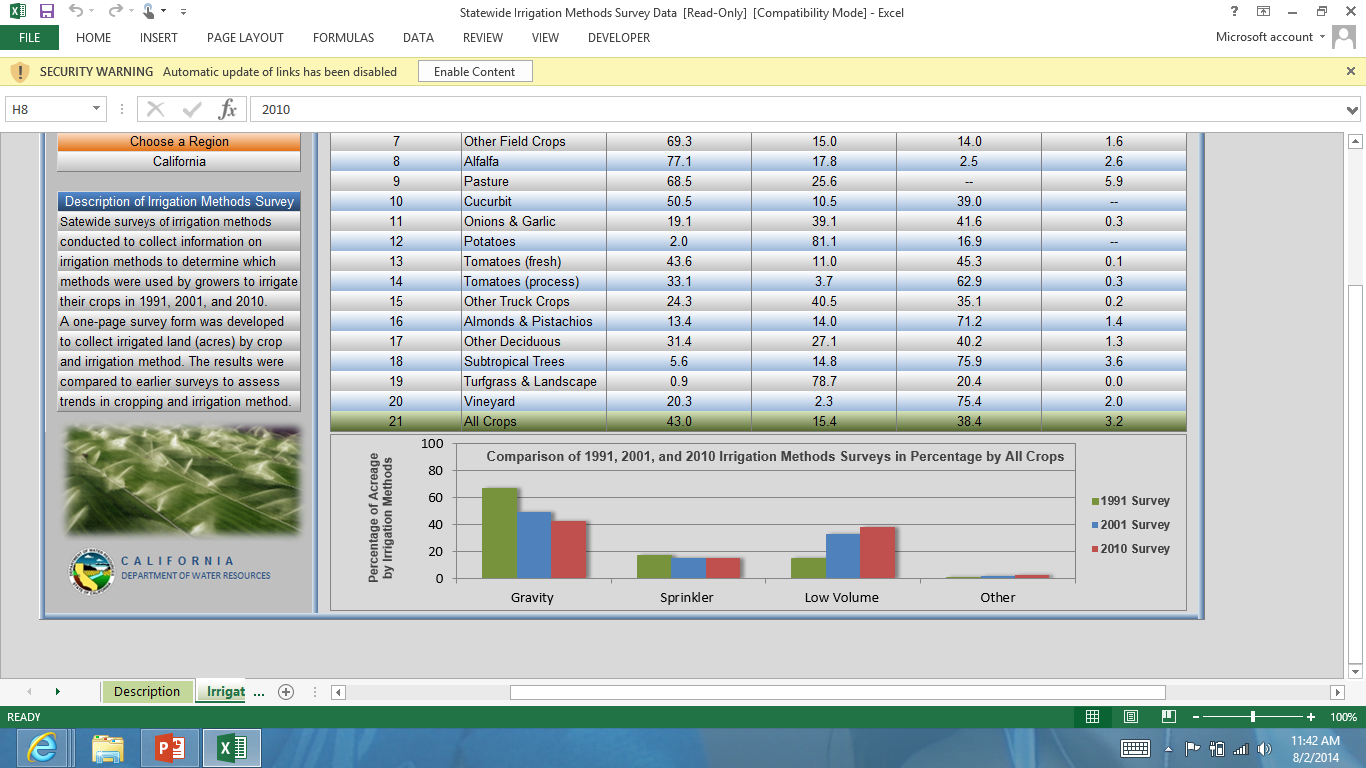 Statewide Irrigation Methods Survey Data [Read-Only] [Compatibility Mode] - Excel
FILE HOME INSERT PAGE LAYOUT FORMULAS DATA REVIEW VIEW DEVELOPER Microsoft account
SECURITY WARNING Automatic update of links has been disabled Enable Content
H8 fx 2010
Choose a Region
California
Description of Irrigation Methods Survey
Satewide surveys of irrigation methods
conducted to collect information on
irrigation methods to determine which
methods were used by growers to irrigate
their crops in 1991, 2001, and 2010.
A one-page survey form was developed
to collect irrigated land (acres) by crop
and irrigation method. The results were
compared to earlier surveys to assess
trends in cropping and irrigation method.
CALIFORNIA
DEPARTMENT OF WATER RESOURCES
7 Other Field Crops 69.3 15.0 14.0 1.6
8 Alfalfa 77.1 17.8 2.5 2.6
9 Pasture 68.5 25.6 -- 5.9
10 Cucurbit 50.5 10.5 39.0 --
11 Onions & Garlic 19.1 39.1 41.6 0.3
12 Potatoes 2.0 81.1 16.9 --
13 Tomatoes (fresh) 43.6 11.0 45.3 0.1
14 Tomatoes (process) 33.1 3.7 62.9 0.3
15 Other Truck Crops 24.3 40.5 35.1 0.2
16 Almonds & Pistachios 13.4 14.0 71.2 1.4
17 Other Deciduous 31.4 27.1 40.2 1.3
18 Subtropical Trees 5.6 14.8 75.9 3.6
19 Turfgrass & Landscape 0.9 78.7 20.4 0.0
20 Vineyard 20.3 2.3 75.4 2.0
21 All Crops 43.0 15.4 38.4 3.2
Comparison of 1991, 2001, and 2010 Irrigation Methods Surveys in Percentage by All Crops
Percentage of Acreage
by Irrigation Methods
100
80
60
40
20
0
Gravity Sprinkler Low Volume Other
1991 Survey
2001 Survey
2010 Survey
Description Irrigat ...
READY 100%
11:42 AM
8/2/2014